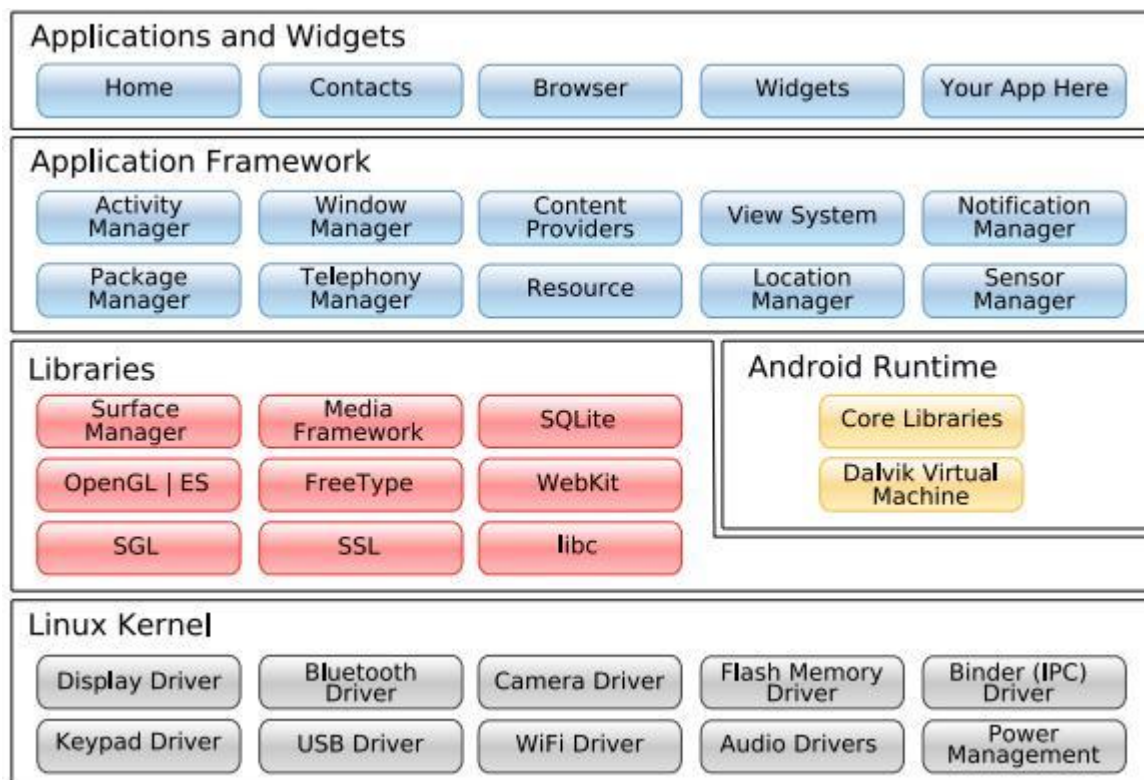 Applications and Widgets
Home
Contacts
Browser
Widgets
Your App Here
Application Framework
Activity
Manager
Window
Manager
Content
Providers
View System
Notification
Manager
Package
Manager
Telephony
Manager
Resource
Location
Manager
Sensor
Manager
Libraries
Surface
Manager
Media
Framework
SQLite
OpenGL | ES
FreeType
WebKit
SGL
SSL
libc
Android Runtime
Core Libraries
Dalvik Virtual
Machine
Linux Kernel
Display Driver
Bluetooth
Driver
Camera Driver
Flash Memory
Driver
Binder (IPC)
Driver
Keypad Driver
USB Driver
WiFi Driver
Audio Drivers
Power
Management